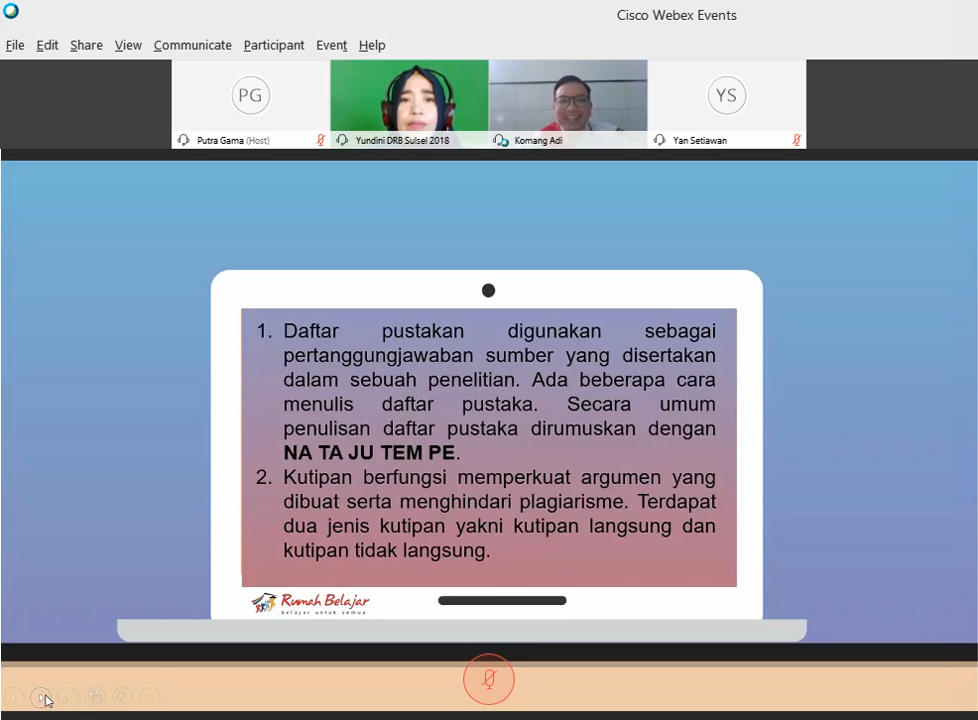 Cisco Webex Events
File Edit Share View Communicate Participant Event Help
PG
YS
Putra Gama (Host)
Yundini DRB Sulsel 2018
Komang Adi
Yan Setiawan
1. Daftar pustakan digunakan sebagai
pertanggungjawaban sumber yang disertakan
dalam sebuah penelitian. Ada beberapa cara
menulis daftar pustaka. Secara umum
penulisan daftar pustaka dirumuskan dengan
NA TA JU TEM PE.
2. Kutipan berfungsi memperkuat argumen yang
dibuat serta menghindari plagiarisme. Terdapat
dua jenis kutipan yakni kutipan langsung dan
kutipan tidak langsung.
Rumah Belajar
belajar untuk semua